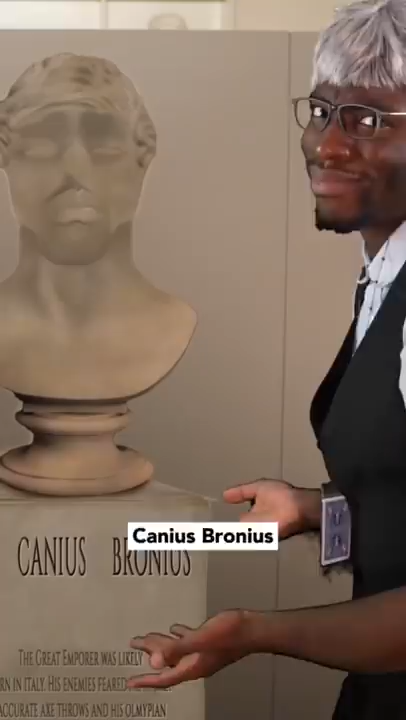 CANIUS BRONIUS
Canius Bronius
THE GREAT EMPORER WAS LIKELY
RN IN ITALY. HIS ENEMIES FEARED
ACCURATE AXE THROWS AND HIS OLMYPIAN